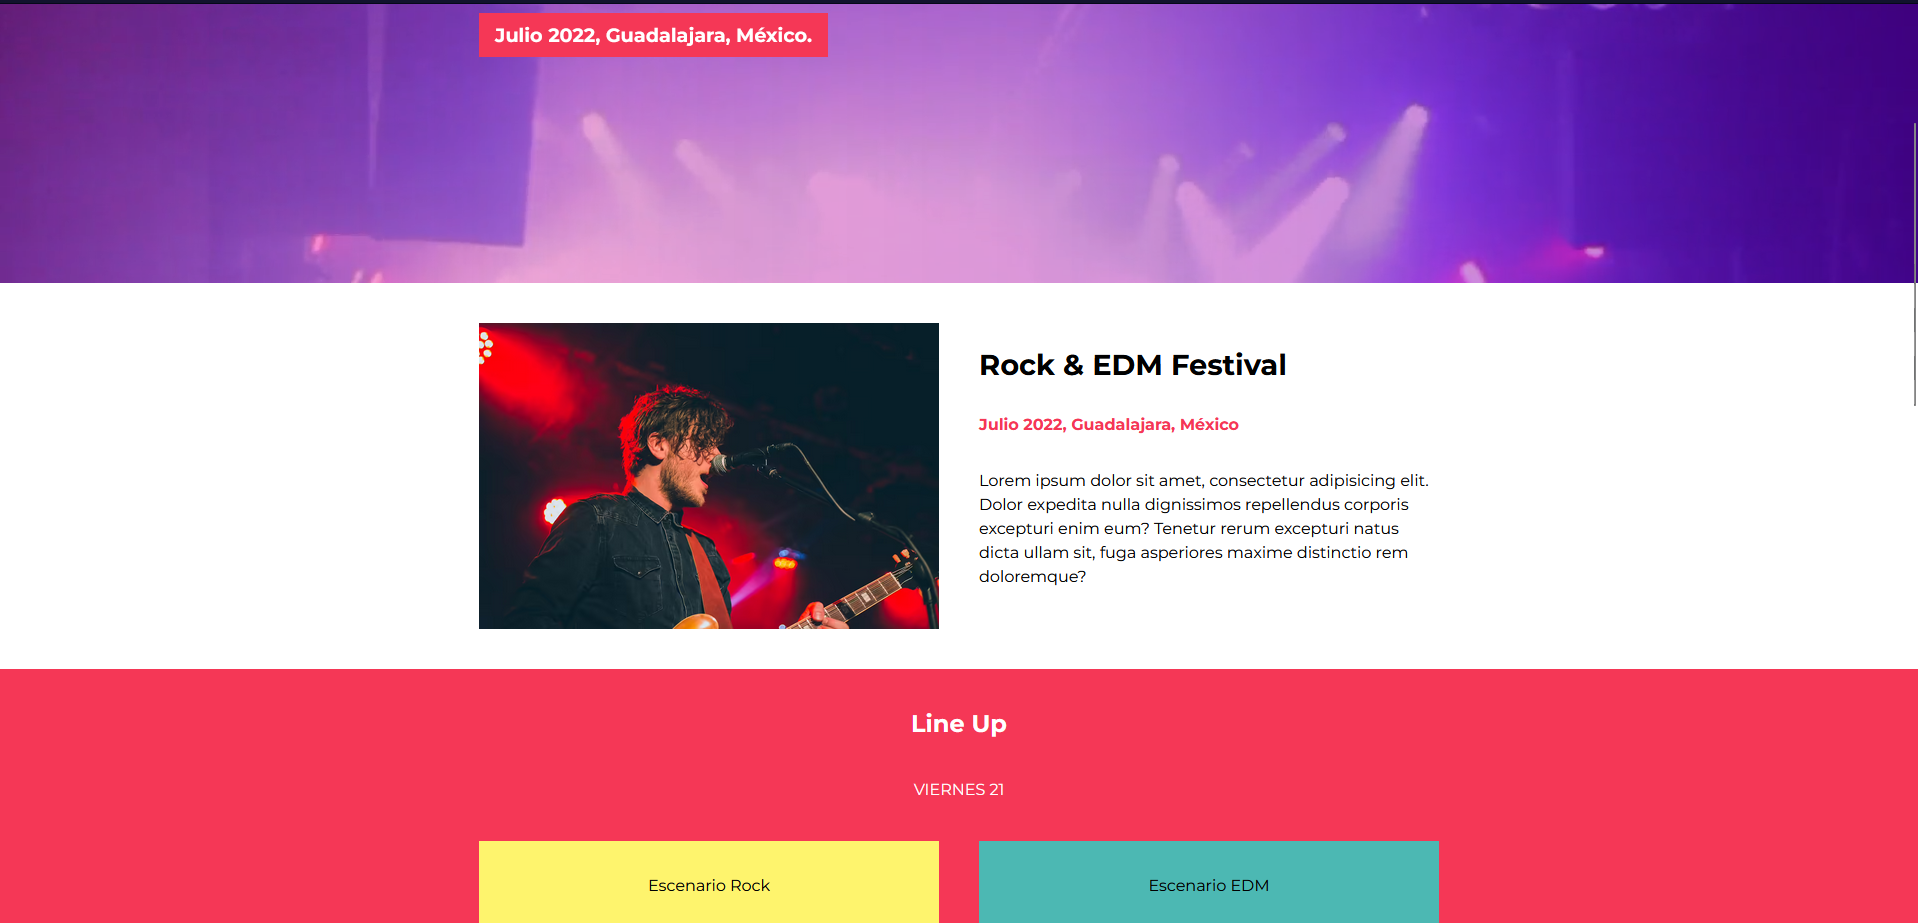 Julio 2022, Guadalajara, México.
Rock & EDM Festival
Julio 2022, Guadalajara, México
Lorem ipsum dolor sit amet, consectetur adipisicing elit.
Dolor expedita nulla dignissimos repellendus corporis
excepturi enim eum? Tenetur rerum excepturi natus
dicta ullam sit, fuga asperiores maxime distinctio rem
doloremque?
Line Up
VIERNES 21
Escenario Rock
Escenario EDM